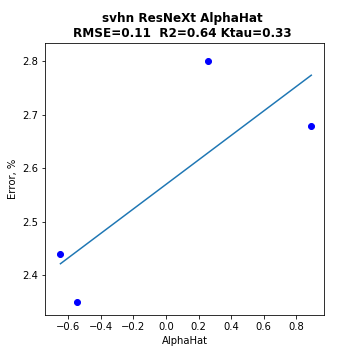 svhn ResNeXt AlphaHat
RMSE=0.11 R2=0.64 Ktau=0.33
2.8
2.7
2.6
2.5
2.4
Error, %
−0.6 −0.4 −0.2 0.0 0.2 0.4 0.6 0.8
AlphaHat